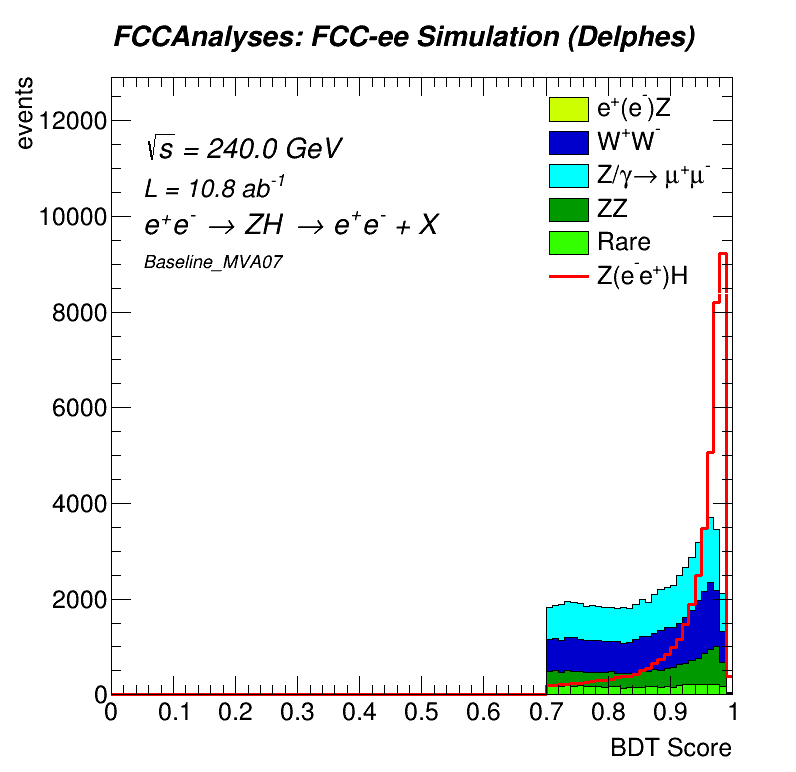 FCCAnalyses: FCC-ee Simulation (Delphes)
events
12000
10000
8000
6000
4000
2000
0
√s = 240.0 GeV
L = 10.8 ab⁻¹
e⁺e⁻ → ZH → e⁺e⁻ + X
Baseline_MVA07
e⁺(e⁻)Z
W⁺W⁻
Z/γ→ μ⁺μ⁻
ZZ
Rare
Z(e⁻e⁺)H
0 0.1 0.2 0.3 0.4 0.5 0.6 0.7 0.8 0.9 1
BDT Score